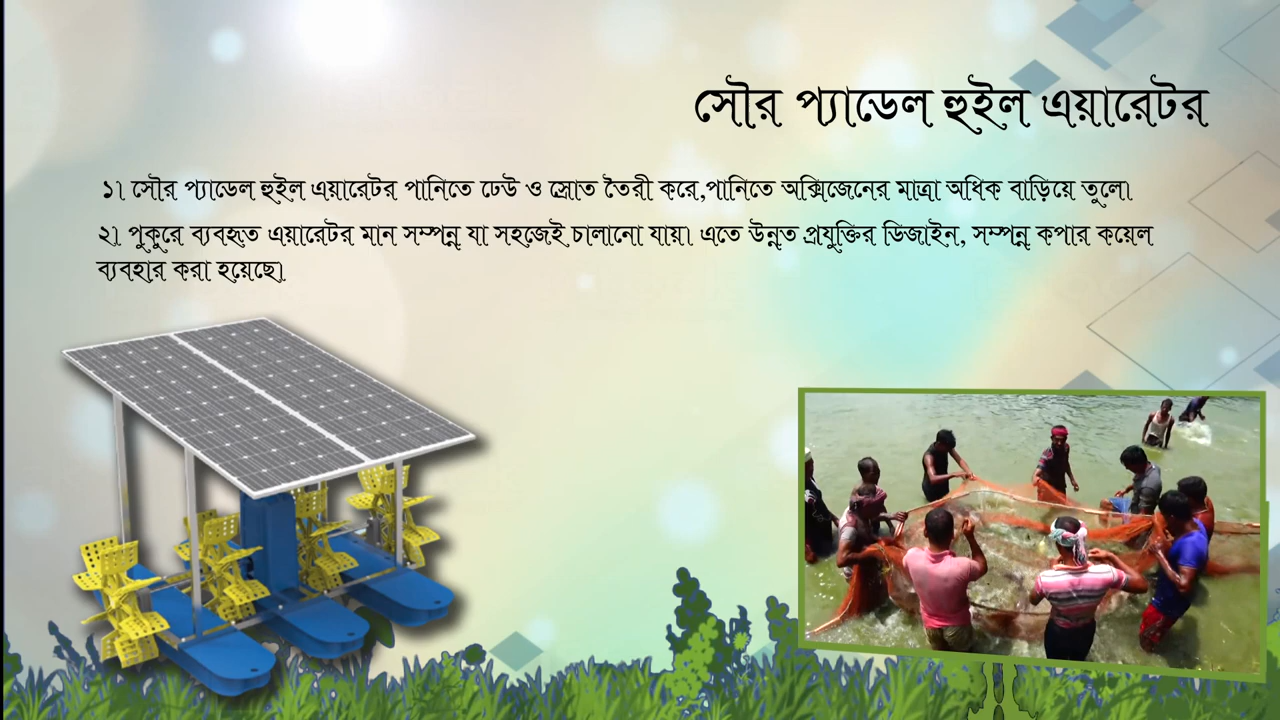 সৌর প্যাডেল হুইল এয়ারেটর
১। সৌর প্যাডেল হুইল এয়ারেটর পানিতে ঢেউ ও স্রোত তৈরী করে,পানিতে অক্সিজেনের মাত্রা অধিক বাড়িয়ে তুলে।
২। পুকুরে ব্যবহৃত এয়ারেটর মান সম্পন্ন যা সহজেই চালানো যায়। এতে উন্নত প্রযুক্তির ডিজাইন, সম্পন্ন কপার কয়েল
ব্যবহার করা হয়েছে।